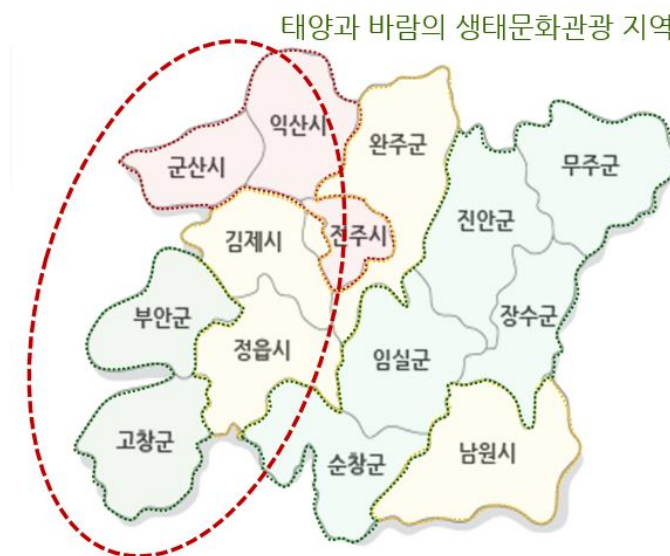 태양과 바람의 생태문화관광 지역
익산시
완주군
무주군
군산시
진안군
전주시
김제시
장수군
부안군
정읍시
임실군
고창군
순창군
남원시